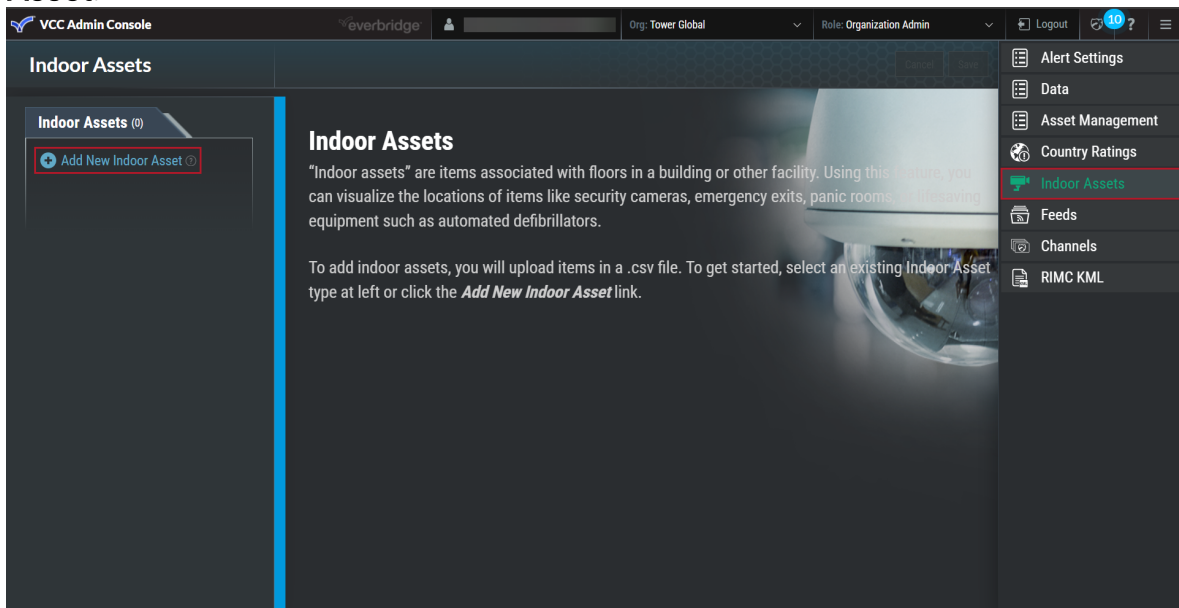 VCC Admin Console
everbridge
Org: Tower Global
Role: Organization Admin
Logout
10
?
Indoor Assets
Cancel
Save
Alert Settings
Data
Asset Management
Country Ratings
Indoor Assets
Feeds
Channels
RIMC KML
Indoor Assets (0)
Add New Indoor Asset ?
Indoor Assets
“Indoor assets” are items associated with floors in a building or other facility. Using this feature, you
can visualize the locations of items like security cameras, emergency exits, panic rooms, lifesaving
equipment such as automated defibrillators.
To add indoor assets, you will upload items in a .csv file. To get started, select an existing Indoor Asset
type at left or click the Add New Indoor Asset link.